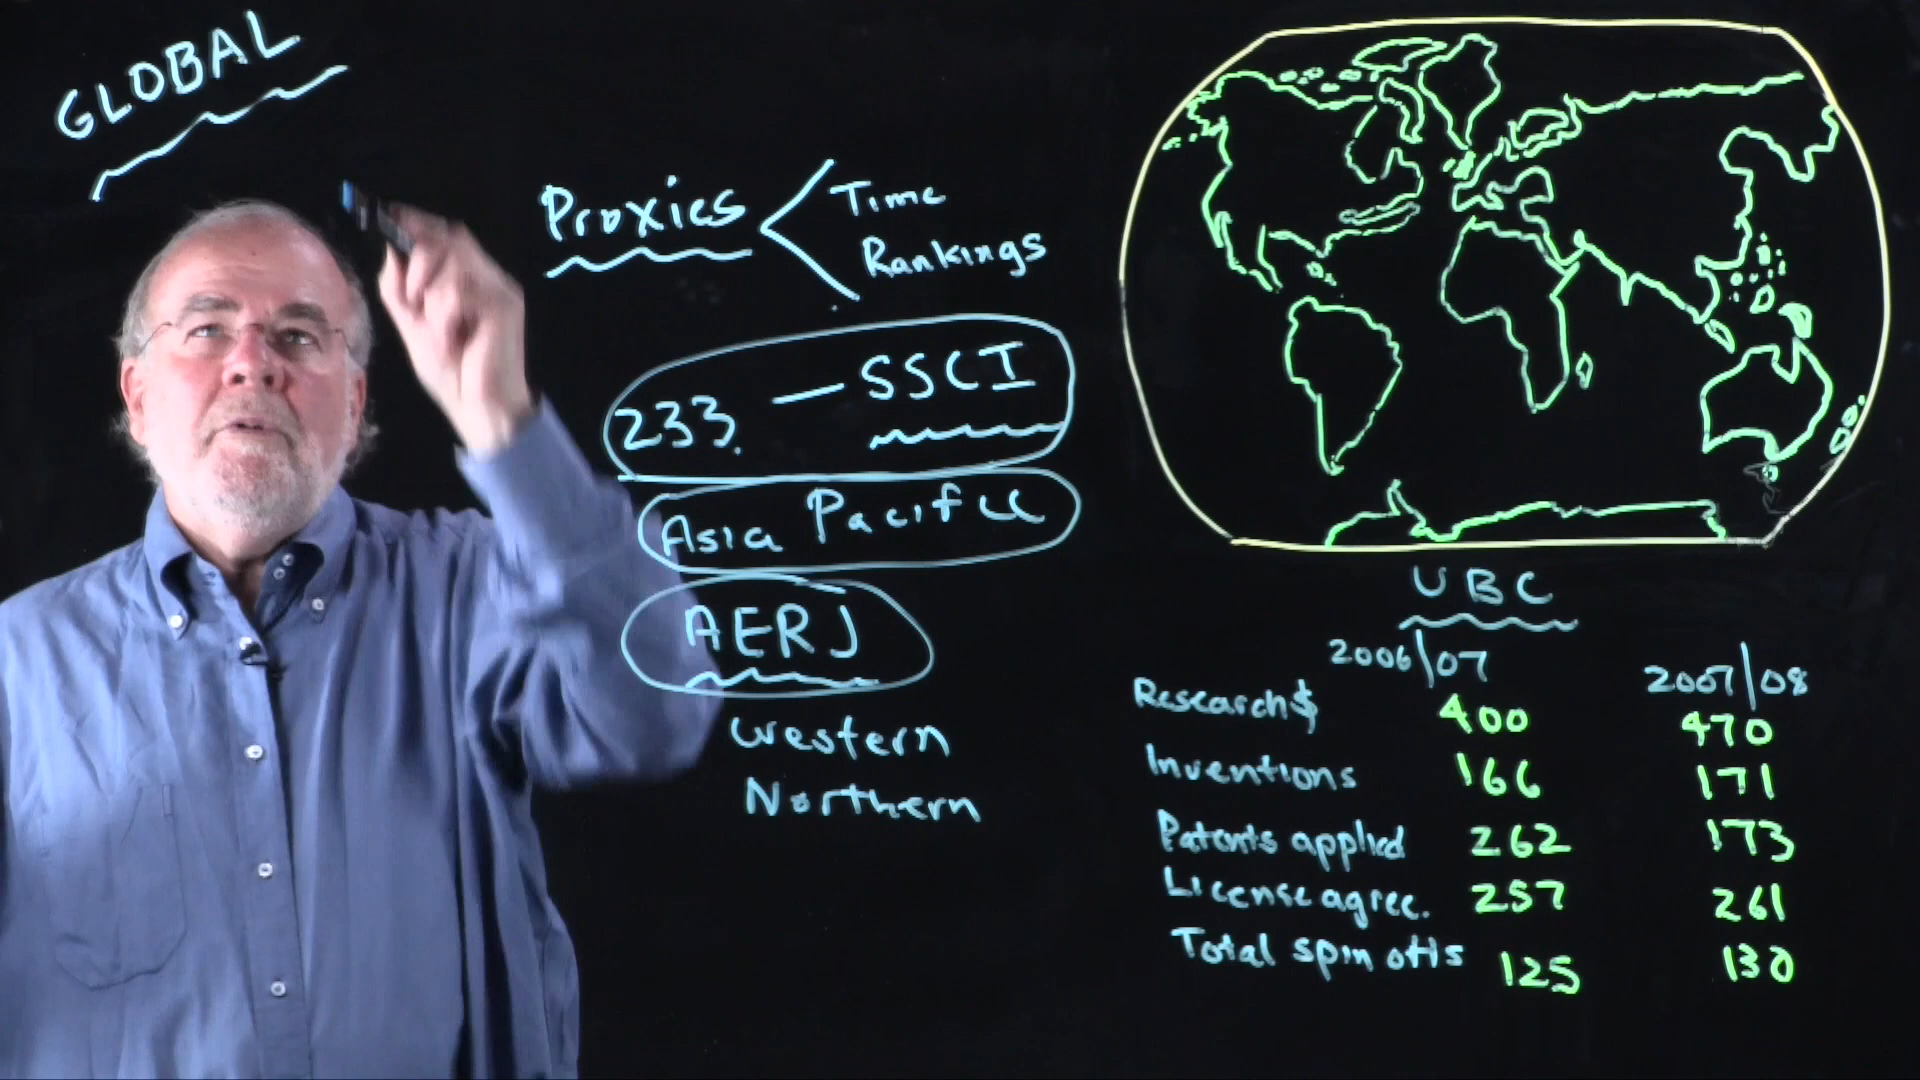 GLOBAL
Proxies
Time
Rankings
233 — SSCI
Asia Pacific
AERJ
Western
Northern
UBC
2006/07 2007/08
Research$ 400 470
Inventions 166 171
Patents applied 262 173
License agree. 257 261
Total spin offs 125 130